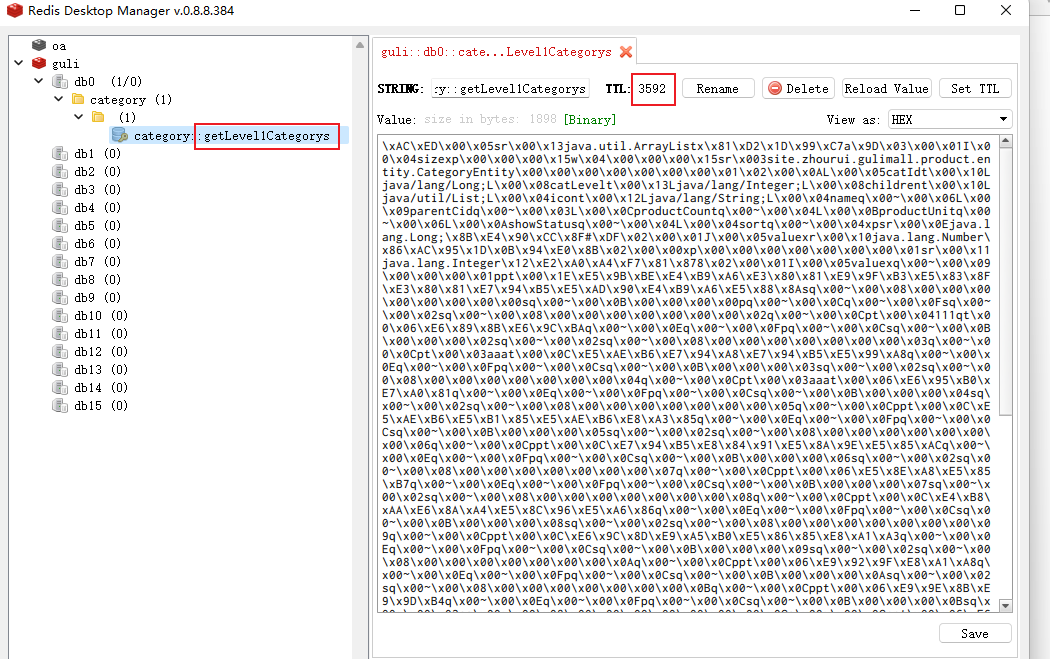 Redis Desktop Manager v.0.8.8.384
oa
guli
db0 (1/0)
category (1)
(1)
category::getLevel1Categorys
db1 (0)
db2 (0)
db3 (0)
db4 (0)
db5 (0)
db6 (0)
db7 (0)
db8 (0)
db9 (0)
db10 (0)
db11 (0)
db12 (0)
db13 (0)
db14 (0)
db15 (0)
guli::db0::cate...Level1Categorys
STRING: ry::getLevel1Categorys TTL: 3592 Rename Delete Reload Value Set TTL
Value: size in bytes: 1898 [Binary] View as: HEX
\xAC\xED\x00\x05sr\x00\x13java.util.ArrayListx\x81\xD2\x1D\x99\xC7a\x9D\x03\x00\x01I\x0
0\x04sizexp\x00\x00\x00\x15w\x04\x00\x00\x00\x15sr\x003site.zhourui.gulimall.product.en
tity.CategoryEntity\x00\x00\x00\x00\x00\x00\x00\x01\x02\x00\x0AL\x00\x05catIdt\x00\x10L
java/lang/Long;L\x00\x08catLevelt\x00\x13Ljava/lang/Integer;L\x00\x08childrent\x00\x10L
java/util/List;L\x00\x04icont\x00\x12Ljava/lang/String;L\x00\x04nameq\x00~\x00\x06L\x00
\x09parentCidq\x00~\x00\x03L\x00\x0CproductCountq\x00~\x00\x04L\x00\x0BproductUnitq\x00
~\x00\x06L\x00\x0AshowStatusq\x00~\x00\x04L\x00\x04sortq\x00~\x00\x04xpsr\x00\x0Ejava.l
ang.Long;\x8B\xE4\x90\xCC\x8F#\xDF\x02\x00\x01J\x00\x05valuexr\x00\x10java.lang.Number\
x86\xAC\x95\x1D\x0B\x94\xE0\x8B\x02\x00\x00xp\x00\x00\x00\x00\x00\x00\x00\x01sr\x00\x11
java.lang.Integer\x12\xE2\xA0\xA4\xF7\x81\x878\x02\x00\x01I\x00\x05valuexq\x00~\x00\x09
\x00\x00\x00\x01ppt\x00\x1E\xE5\x9B\xBE\xE4\xB9\xA6\xE3\x80\x81\xE9\x9F\xB3\xE5\x83\x8F
\xE3\x80\x81\xE7\x94\xB5\xE5\xAD\x90\xE4\xB9\xA6\xE5\x88\x8Asq\x00~\x00\x08\x00\x00\x00
\x00\x00\x00\x00\x00sq\x00~\x00\x0B\x00\x00\x00\x00pq\x00~\x00\x0Cq\x00~\x00\x0Fsq\x00~
\x00\x02sq\x00~\x00\x08\x00\x00\x00\x00\x00\x00\x00\x02q\x00~\x00\x0Cpt\x00\x04111qt\x0
0\x06\xE6\x89\x8B\xE6\x9C\xBAq\x00~\x00\x0Eq\x00~\x00\x0Fpq\x00~\x00\x0Csq\x00~\x00\x0B
\x00\x00\x00\x02sq\x00~\x00\x02sq\x00~\x00\x08\x00\x00\x00\x00\x00\x00\x00\x03q\x00~\x0
0\x0Cpt\x00\x03aaat\x00\x0C\xE5\xAE\xB6\xE7\x94\xA8\xE7\x94\xB5\xE5\x99\xA8q\x00~\x00\x
0Eq\x00~\x00\x0Fpq\x00~\x00\x0Csq\x00~\x00\x0B\x00\x00\x00\x03sq\x00~\x00\x02sq\x00~\x0
0\x08\x00\x00\x00\x00\x00\x00\x00\x04q\x00~\x00\x0Cpt\x00\x03aaat\x00\x06\xE6\x95\xB0\x
E7\xA0\x81q\x00~\x00\x0Eq\x00~\x00\x0Fpq\x00~\x00\x0Csq\x00~\x00\x0B\x00\x00\x00\x04sq\
x00~\x00\x02sq\x00~\x00\x08\x00\x00\x00\x00\x00\x00\x00\x05q\x00~\x00\x0Cppt\x00\x0C\xE
5\xAE\xB6\xE5\xB1\x85\xE5\xAE\xB6\xE8\xA3\x85q\x00~\x00\x0Eq\x00~\x00\x0Fpq\x00~\x00\x0
Csq\x00~\x00\x0B\x00\x00\x00\x05sq\x00~\x00\x02sq\x00~\x00\x08\x00\x00\x00\x00\x00\x00\
x00\x06q\x00~\x00\x0Cppt\x00\x0C\xE7\x94\xB5\xE8\x84\x91\xE5\x8A\x9E\xE5\x85\xACq\x00~\
x00\x0Eq\x00~\x00\x0Fpq\x00~\x00\x0Csq\x00~\x00\x0B\x00\x00\x00\x06sq\x00~\x00\x02sq\x0
0~\x00\x08\x00\x00\x00\x00\x00\x00\x00\x07q\x00~\x00\x0Cppt\x00\x06\xE5\x8E\xA8\xE5\x85
\xB7q\x00~\x00\x0Eq\x00~\x00\x0Fpq\x00~\x00\x0Csq\x00~\x00\x0B\x00\x00\x00\x07sq\x00~\x
00\x02sq\x00~\x00\x08\x00\x00\x00\x00\x00\x00\x00\x08q\x00~\x00\x0Cppt\x00\x0C\xE4\xB8\
xAA\xE6\x8A\xA4\xE5\x8C\x96\xE5\xA6\x86q\x00~\x00\x0Eq\x00~\x00\x0Fpq\x00~\x00\x0Csq\x0
0~\x00\x0B\x00\x00\x00\x08sq\x00~\x00\x02sq\x00~\x00\x08\x00\x00\x00\x00\x00\x00\x00\x0
9q\x00~\x00\x0Cppt\x00\x0C\xE6\x9C\x8D\xE9\xA5\xB0\xE5\x86\x85\xE8\xA1\xA3q\x00~\x00\x0
Eq\x00~\x00\x0Fpq\x00~\x00\x0Csq\x00~\x00\x0B\x00\x00\x00\x09sq\x00~\x00\x02sq\x00~\x00
\x08\x00\x00\x00\x00\x00\x00\x00\x0Aq\x00~\x00\x0Cppt\x00\x06\xE9\x92\x9F\xE8\xA1\xA8q\
x00~\x00\x0Eq\x00~\x00\x0Fpq\x00~\x00\x0Csq\x00~\x00\x0B\x00\x00\x00\x0Asq\x00~\x00\x02
sq\x00~\x00\x08\x00\x00\x00\x00\x00\x00\x00\x0Bq\x00~\x00\x0Cppt\x00\x06\xE9\x9E\x8B\xE
9\x9D\xB4q\x00~\x00\x0Eq\x00~\x00\x0Fpq\x00~\x00\x0Csq\x00~\x00\x0B\x00\x00\x00\x0Bsq\x
Save